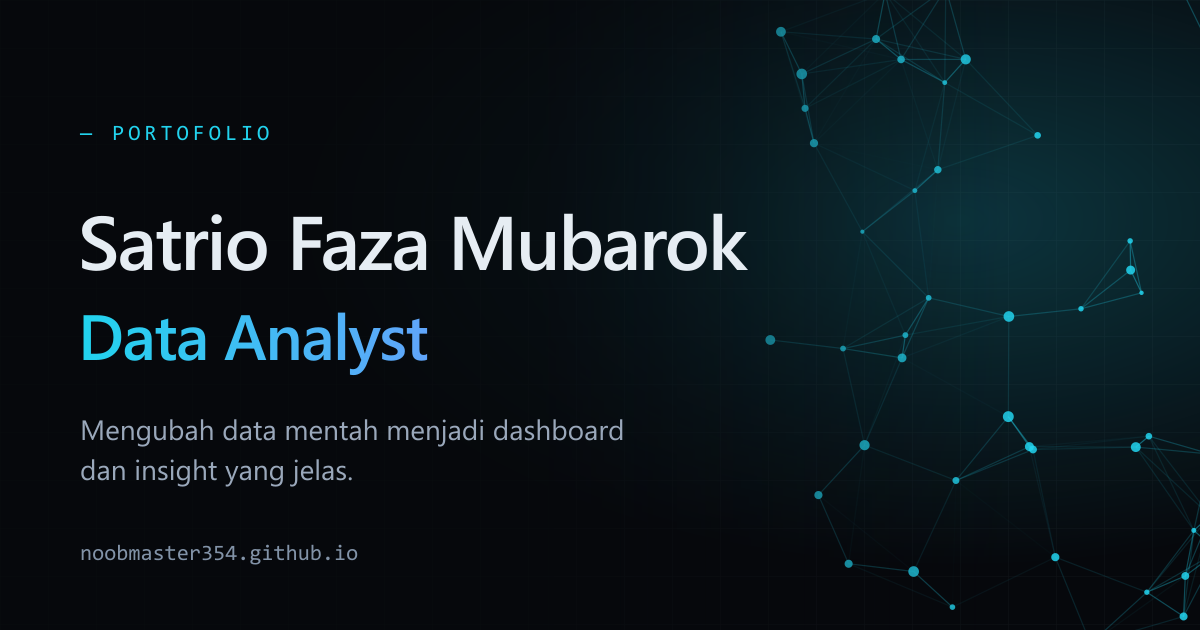 — PORTOFOLIO
Satrio Faza Mubarok
Data Analyst
Mengubah data mentah menjadi dashboard
dan insight yang jelas.
noobmaster354.github.io